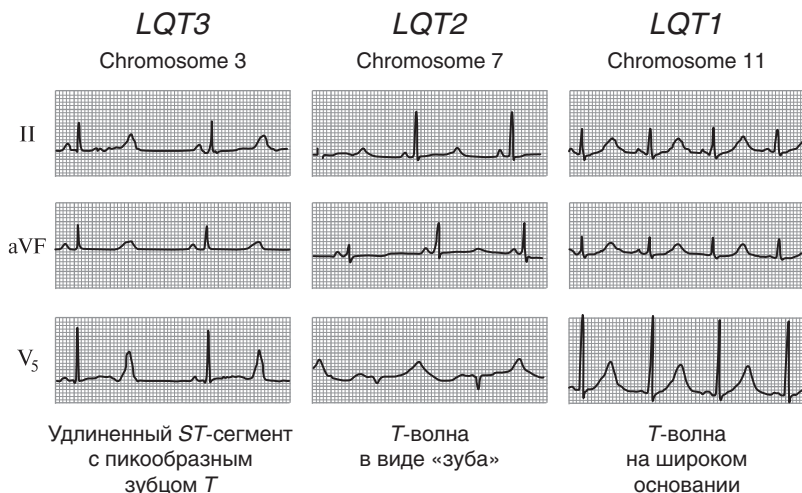 LQT3 LQT2 LQT1
Chromosome 3 Chromosome 7 Chromosome 11
II
aVF
V5
Удлиненный ST-сегмент
с пикообразным
зубцом T
T-волна
в виде «зуба»
T-волна
на широком
основании